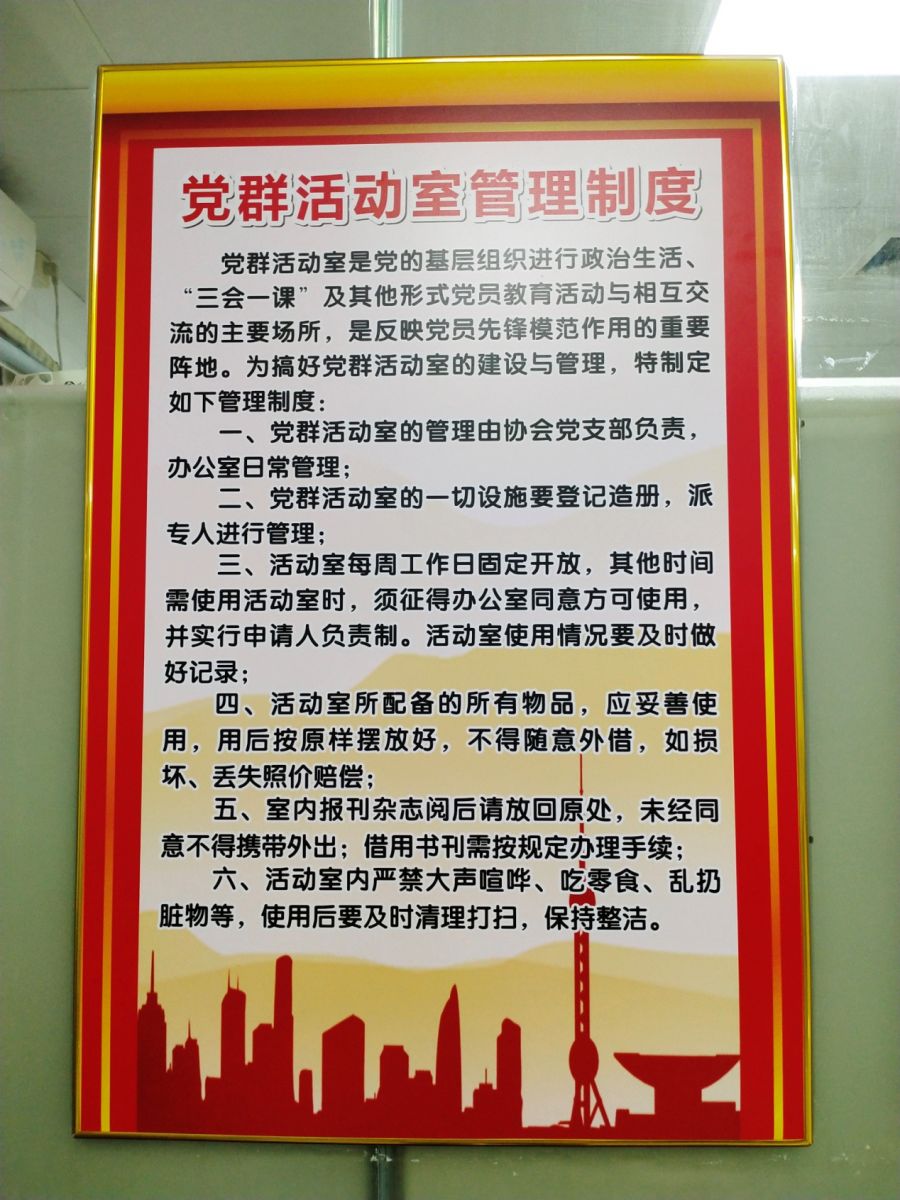 党群活动室管理制度
党群活动室是党的基层组织进行政治生活、
“三会一课”及其他形式党员教育活动与相互交
流的主要场所，是反映党员先锋模范作用的重要
阵地。为搞好党群活动室的建设与管理，特制定
如下管理制度：
一、党群活动室的管理由协会党支部负责，
办公室日常管理；
二、党群活动室的一切设施要登记造册，派
专人进行管理；
三、活动室每周工作日固定开放，其他时间
需使用活动室时，须征得办公室同意方可使用，
并实行申请人负责制。活动室使用情况要及时做
好记录；
四、活动室所配备的所有物品，应妥善使
用，用后按原样摆放好，不得随意外借，如损
坏、丢失照价赔偿；
五、室内报刊杂志阅后请放回原处，未经同
意不得携带外出；借用书刊需按规定办理手续；
六、活动室内严禁大声喧哗、吃零食、乱扔
脏物等，使用后要及时清理打扫，保持整洁。